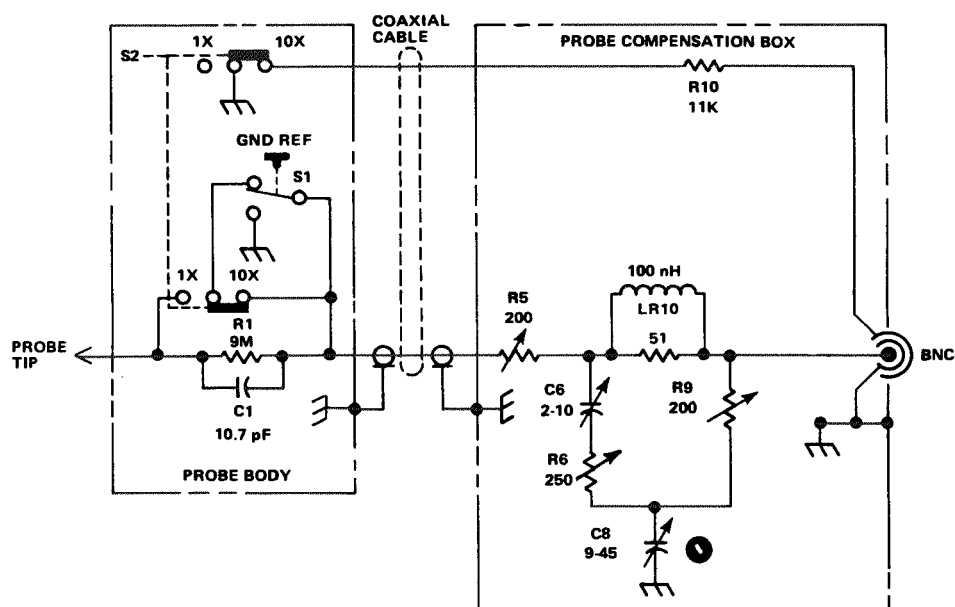 COAXIAL
CABLE
1X 10X
S2
PROBE COMPENSATION BOX
R10
11K
GND REF
S1
1X 10X
100 nH
LR10
R5
200
R1
9M
PROBE
TIP
51
BNC
C6
2-10
R9
200
C1
10.7 pF
R6
250
PROBE BODY
C8
9-45